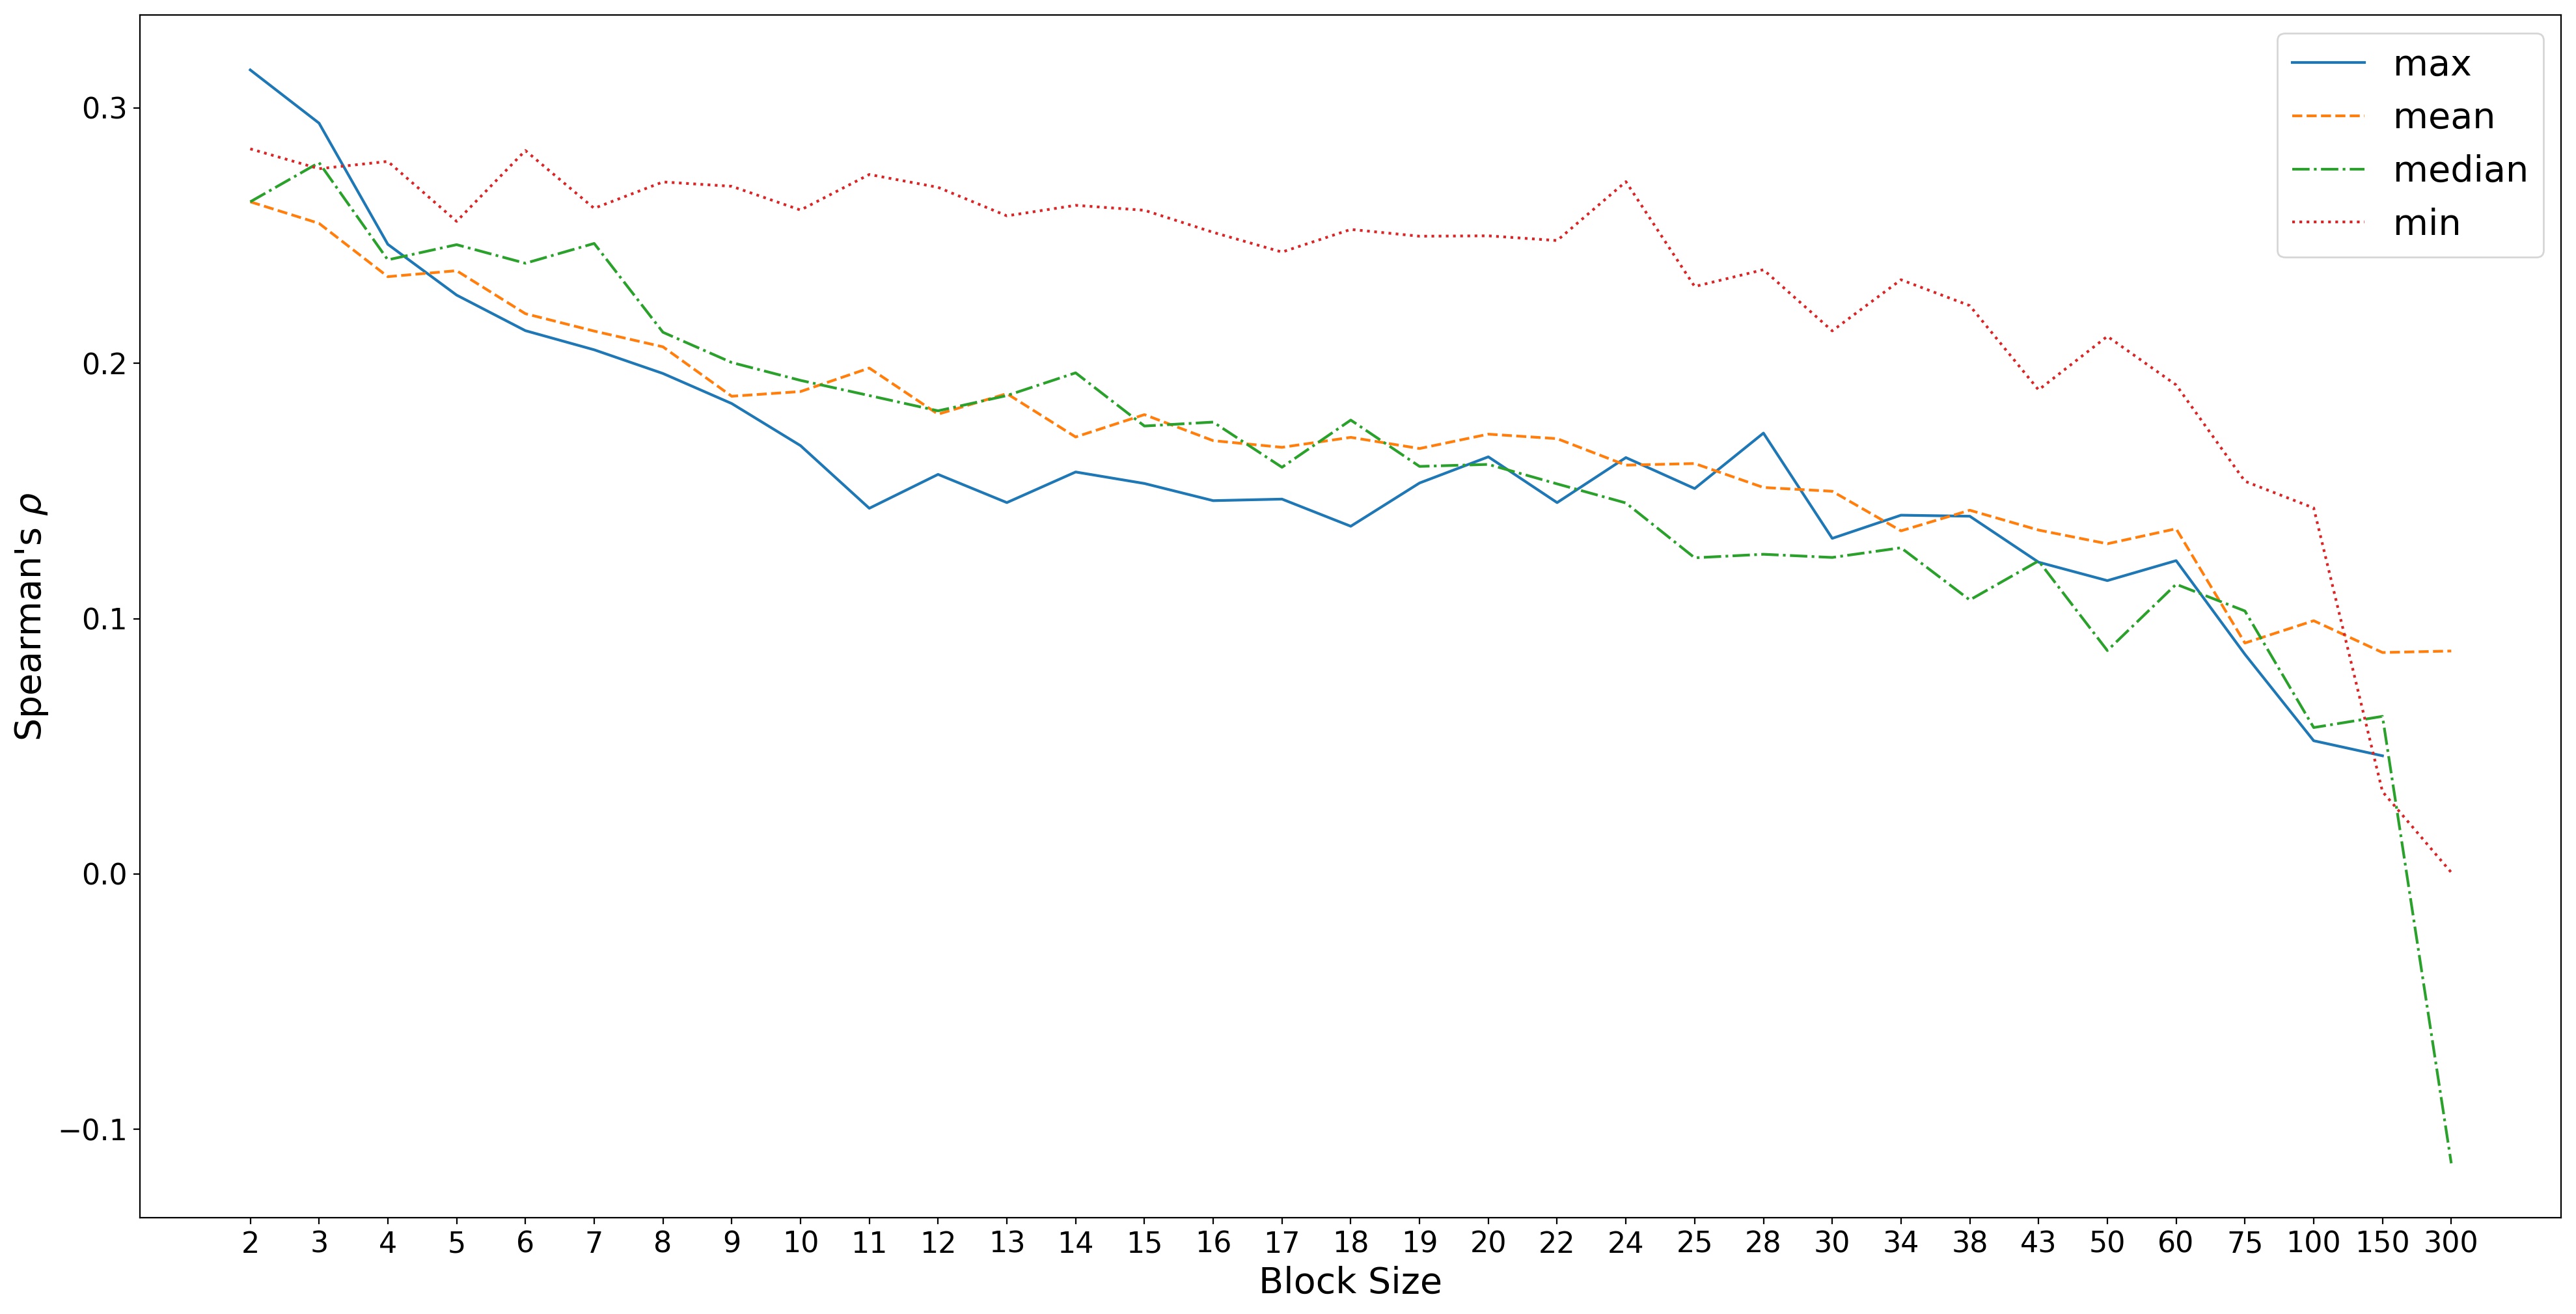 max
mean
median
min
0.3
0.2
0.1
0.0
−0.1
Spearman's ρ
2 3 4 5 6 7 8 9 10 11 12 13 14 15 16 17 18 19 20 22 24 25 28 30 34 38 43 50 60 75 100 150 300
Block Size